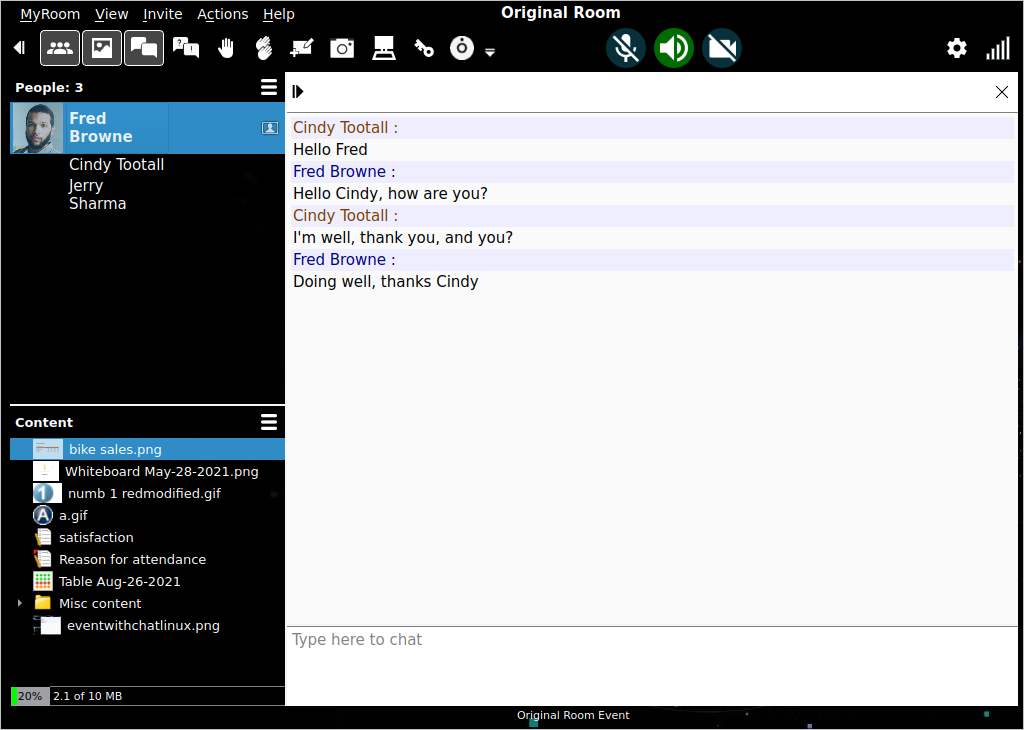 MyRoom View Invite Actions Help
Original Room
People: 3
Fred
Browne
Cindy Tootall
Jerry
Sharma
Content
bike sales.png
Whiteboard May-28-2021.png
numb 1 redmodified.gif
a.gif
satisfaction
Reason for attendance
Table Aug-26-2021
Misc content
eventwithchatlinux.png
20% 2.1 of 10 MB
Cindy Tootall :
Hello Fred
Fred Browne :
Hello Cindy, how are you?
Cindy Tootall :
I'm well, thank you, and you?
Fred Browne :
Doing well, thanks Cindy
Type here to chat
Original Room Event